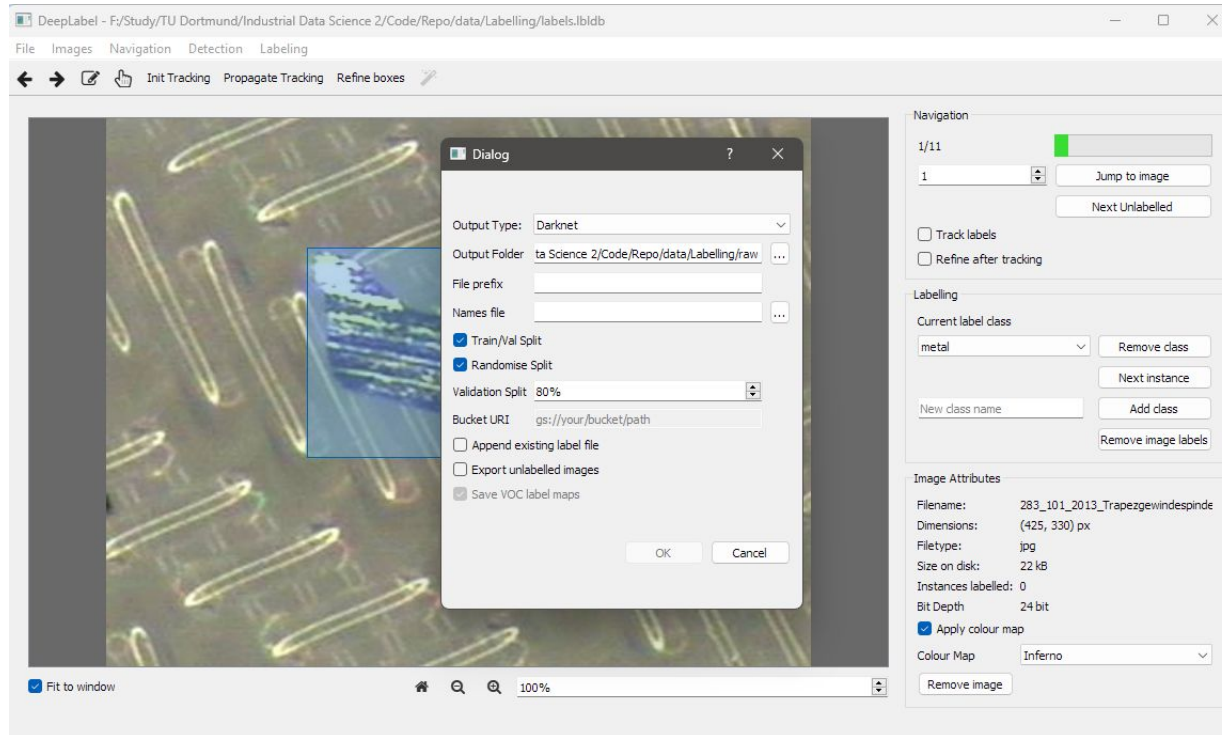 DeepLabel - F:/Study/TU Dortmund/Industrial Data Science 2/Code/Repo/data/Labelling/labels.lbldb
File Images Navigation Detection Labeling
Init Tracking Propagate Tracking Refine boxes
Dialog ?
Output Type: Darknet
Output Folder ta Science 2/Code/Repo/data/Labelling/raw ...
File prefix
Names file ...
Train/Val Split
Randomise Split
Validation Split 80%
Bucket URI gs://your/bucket/path
Append existing label file
Export unlabelled images
Save VOC label maps
OK Cancel
Navigation
1/11
1 Jump to image
Next Unlabelled
Track labels
Refine after tracking
Labelling
Current label class
metal Remove class
Next instance
New class name Add class
Remove image labels
Image Attributes
Filename: 283_101_2013_Trapezgewindespinde
Dimensions: (425, 330) px
Filetype: jpg
Size on disk: 22 kB
Instances labelled: 0
Bit Depth 24 bit
Apply colour map
Colour Map Inferno
Remove image
Fit to window 100%